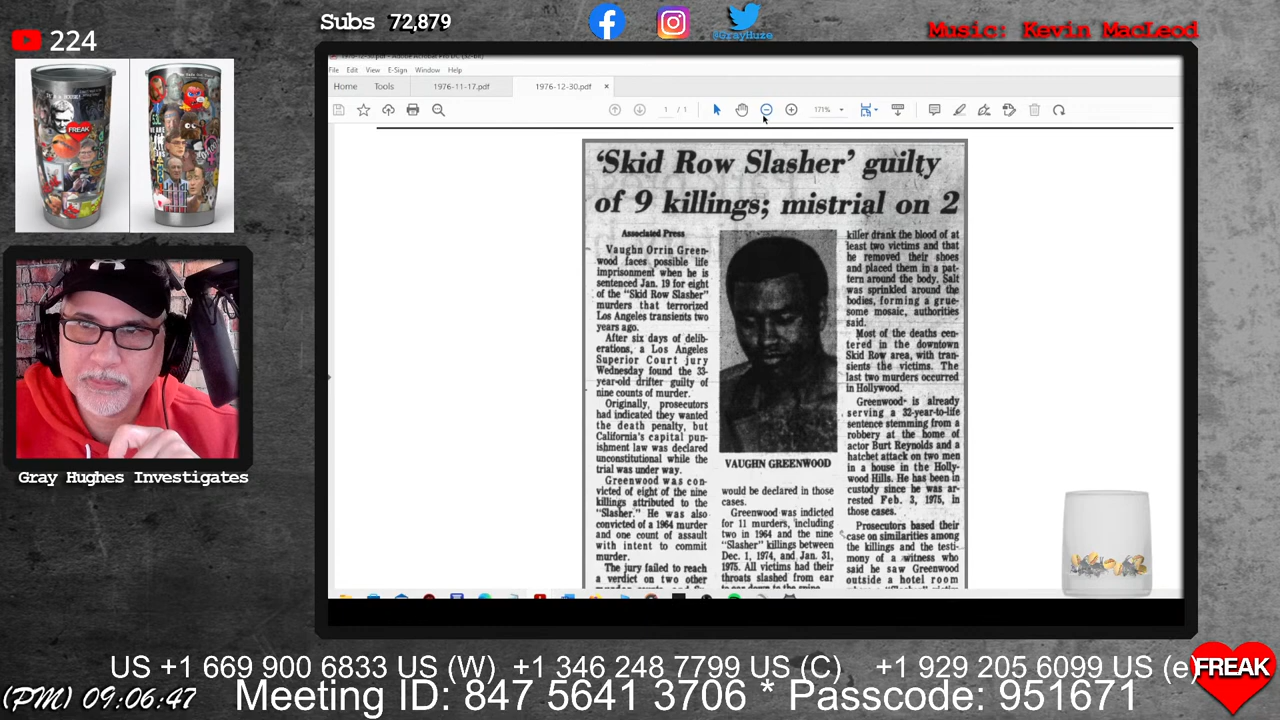 Subs 72,879
224
@GrayHuze
Music: Kevin MacLeod
File Edit View E-Sign Window Help
Home Tools 1976-11-17.pdf 1976-12-30.pdf ×
1 / 1 171%
'Skid Row Slasher' guilty
of 9 killings; mistrial on 2
Associated Press
Vaughn Orrin Green-
wood faces possible life
imprisonment when he is
sentenced Jan. 19 for eight
of the "Skid Row Slasher"
murders that terrorized
Los Angeles transients two
years ago.
After six days of delib-
erations, a Los Angeles
Superior Court jury
Wednesday found the 33-
year-old drifter guilty of
nine counts of murder.
Originally, prosecutors
had indicated they wanted
the death penalty, but
California's capital pun-
ishment law was declared
unconstitutional while the
trial was under way.
Greenwood was con-
victed of eight of the nine
killings attributed to the
"Slasher." He was also
convicted of a 1964 murder
and one count of assault
with intent to commit
murder.
The jury failed to reach
a verdict on two other
VAUGHN GREENWOOD
would be declared in those
cases.
Greenwood was indicted
for 11 murders, including
two in 1964 and the nine
"Slasher" killings between
Dec. 1, 1974, and Jan. 31,
1975. All victims had their
throats slashed from ear
to ear down to the spine
killer drank the blood of at
least two victims and that
he removed their shoes
and placed them in a pat-
tern around the body. Salt
was sprinkled around the
bodies, forming a grue-
some mosaic, authorities
said.
Most of the deaths cen-
tered in the downtown
Skid Row area, with tran-
sients the victims. The
last two murders occurred
in Hollywood.
Greenwood is already
serving a 32-year-to-life
sentence stemming from a
robbery at the home of
actor Burt Reynolds and a
hatchet attack on two men
in a house in the Holly-
wood Hills. He has been in
custody since he was ar-
rested Feb. 3, 1975, in
those cases.
Prosecutors based their
case on similarities among
the killings and the testi-
mony of a witness who
said he saw Greenwood
outside a hotel room
FREAK
Gray Hughes Investigates
US +1 669 900 6833 US (W) +1 346 248 7799 US (C) +1 929 205 6099 US (e)
FREAK
(PM) 09:06:47
Meeting ID: 847 5641 3706 * Passcode: 951671